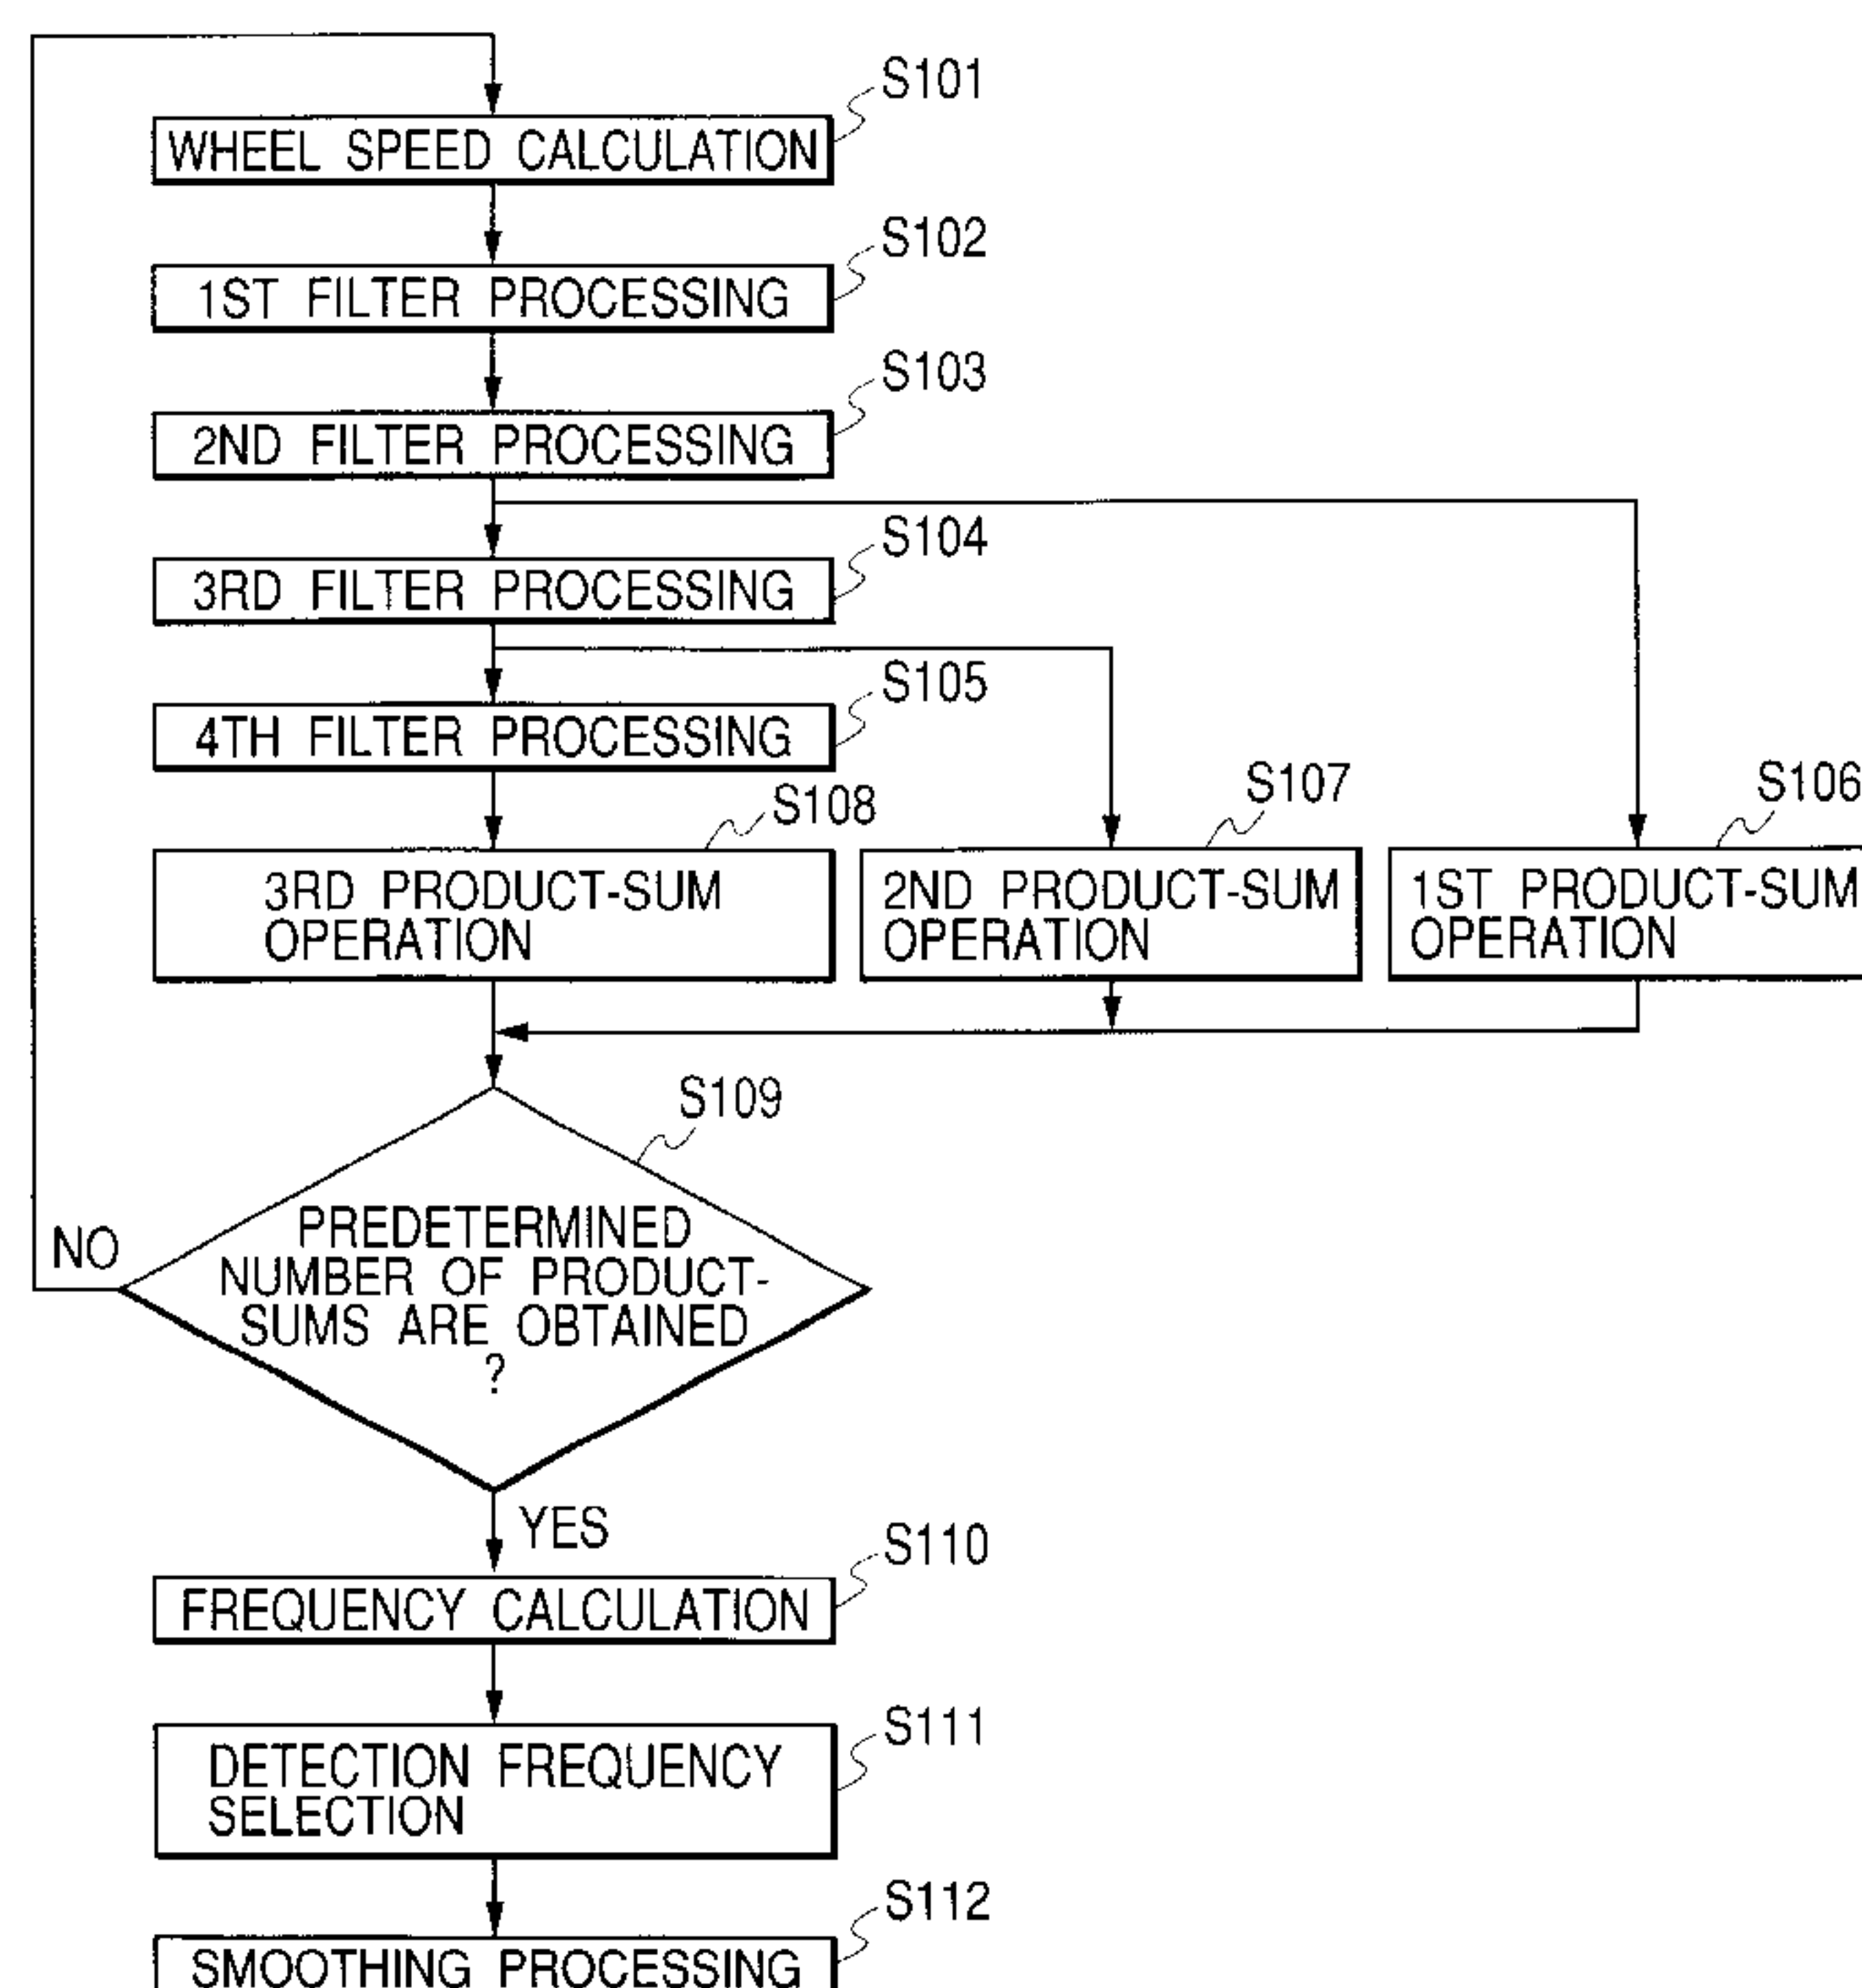 S101
WHEEL SPEED CALCULATION
S102
1ST FILTER PROCESSING
S103
2ND FILTER PROCESSING
S104
3RD FILTER PROCESSING
S105
4TH FILTER PROCESSING
S108
3RD PRODUCT-SUM
OPERATION
S107
2ND PRODUCT-SUM
OPERATION
S106
1ST PRODUCT-SUM
OPERATION
S109
PREDETERMINED
NUMBER OF PRODUCT-
SUMS ARE OBTAINED
?
NO
YES
S110
FREQUENCY CALCULATION
S111
DETECTION FREQUENCY
SELECTION
S112
SMOOTHING PROCESSING